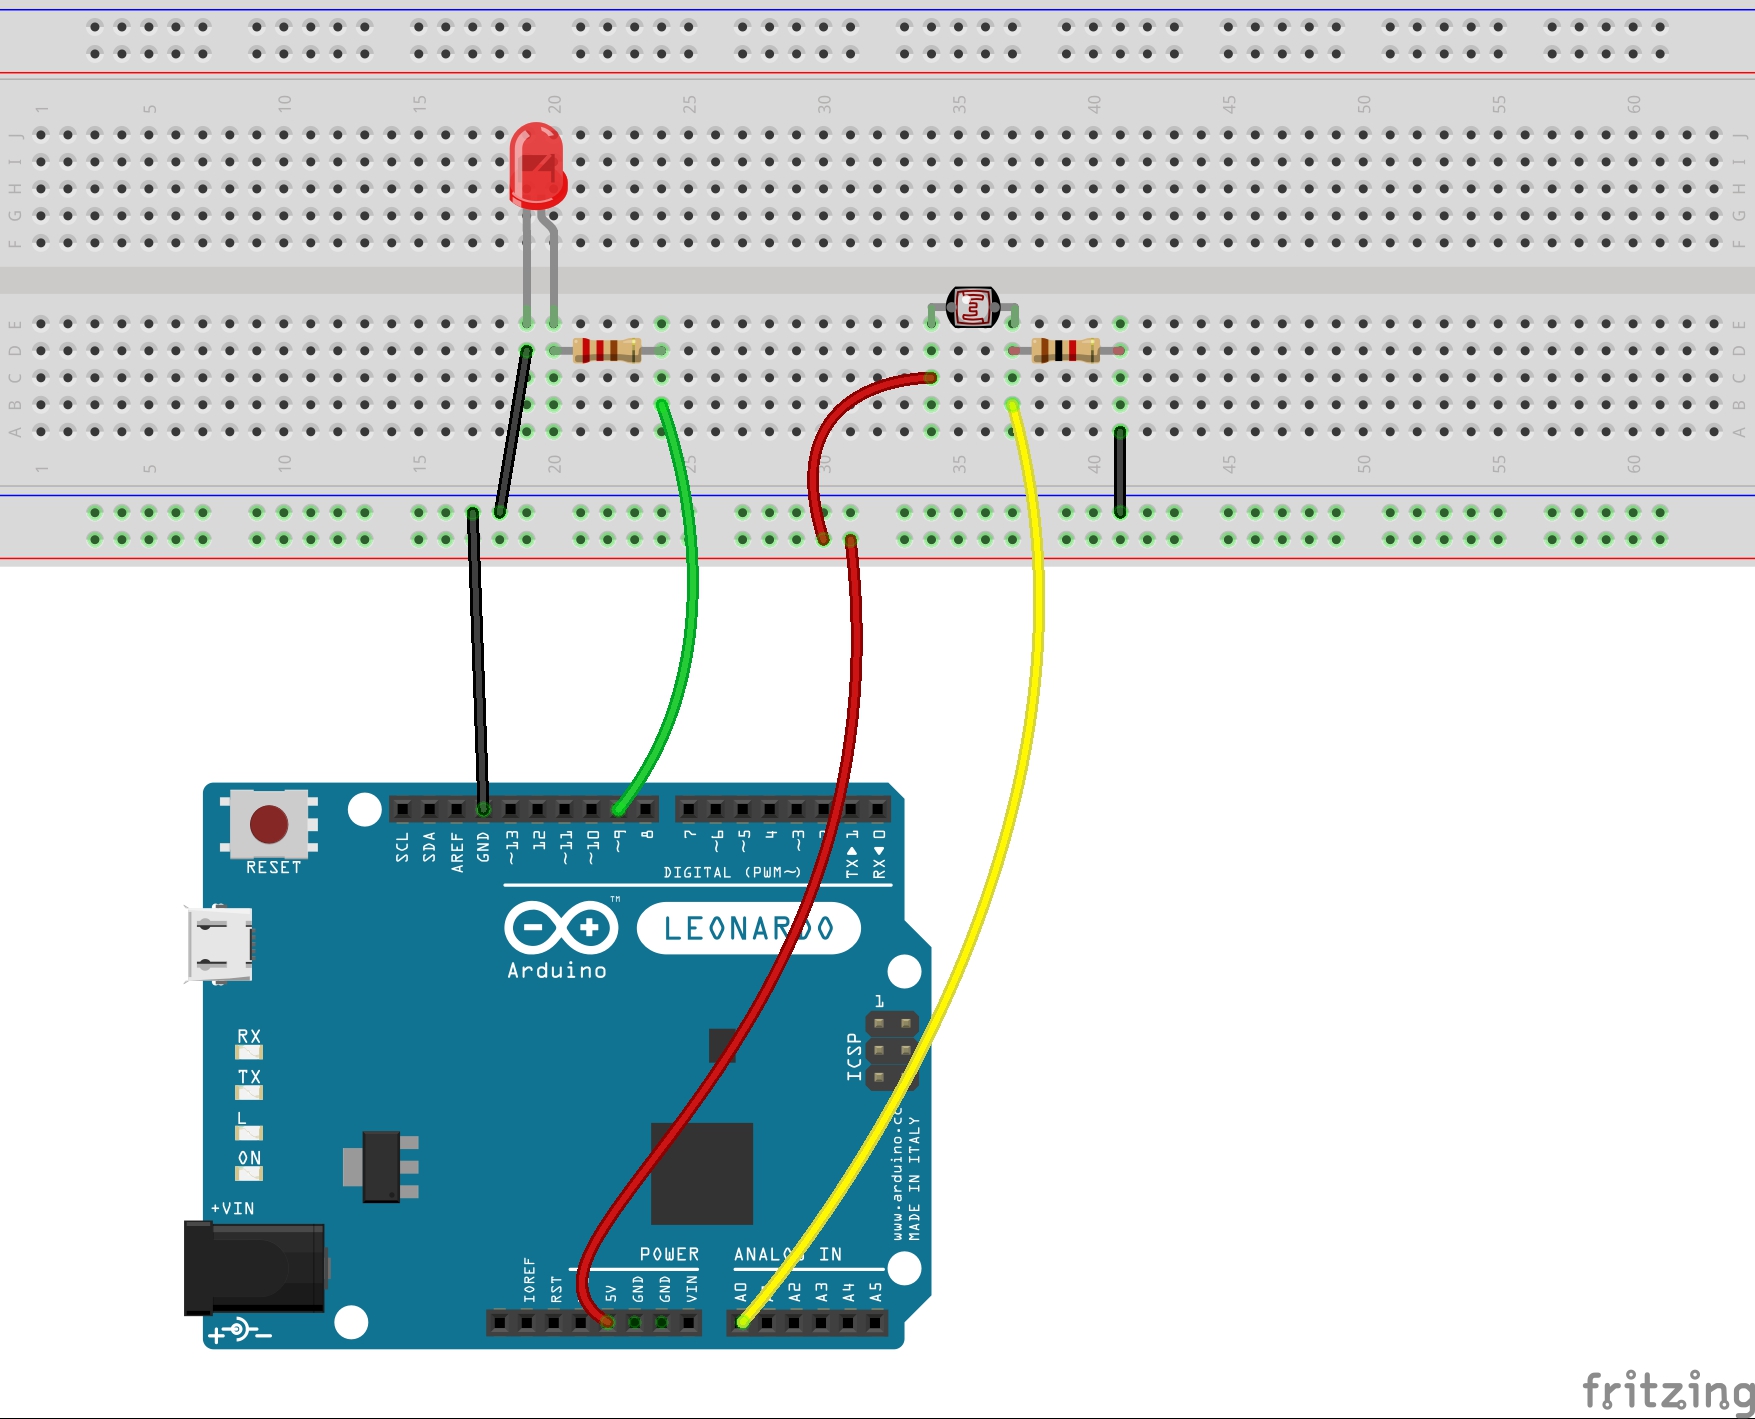 1 5 10 15 20 25 30 35 40 45 50 55 60
J J
I I
H H
G G
F F
E E
D D
C C
B B
A A
1 5 10 15 20 25 30 35 40 45 50 55 60
RESET
SCL SDA AREF GND ~13 12 ~11 ~10 ~9 8 7 ~6 ~5 4 ~3 2 TX▶1 RX◀0
DIGITAL (PWM~)
TM
LEONARDO
Arduino
1
ICSP
RX
TX
L
ON
+VIN
www.arduino.cc
MADE IN ITALY
POWER
ANALOG IN
IOREF RST 5V GND GND VIN A0 A2 A3 A4 A5
fritzing